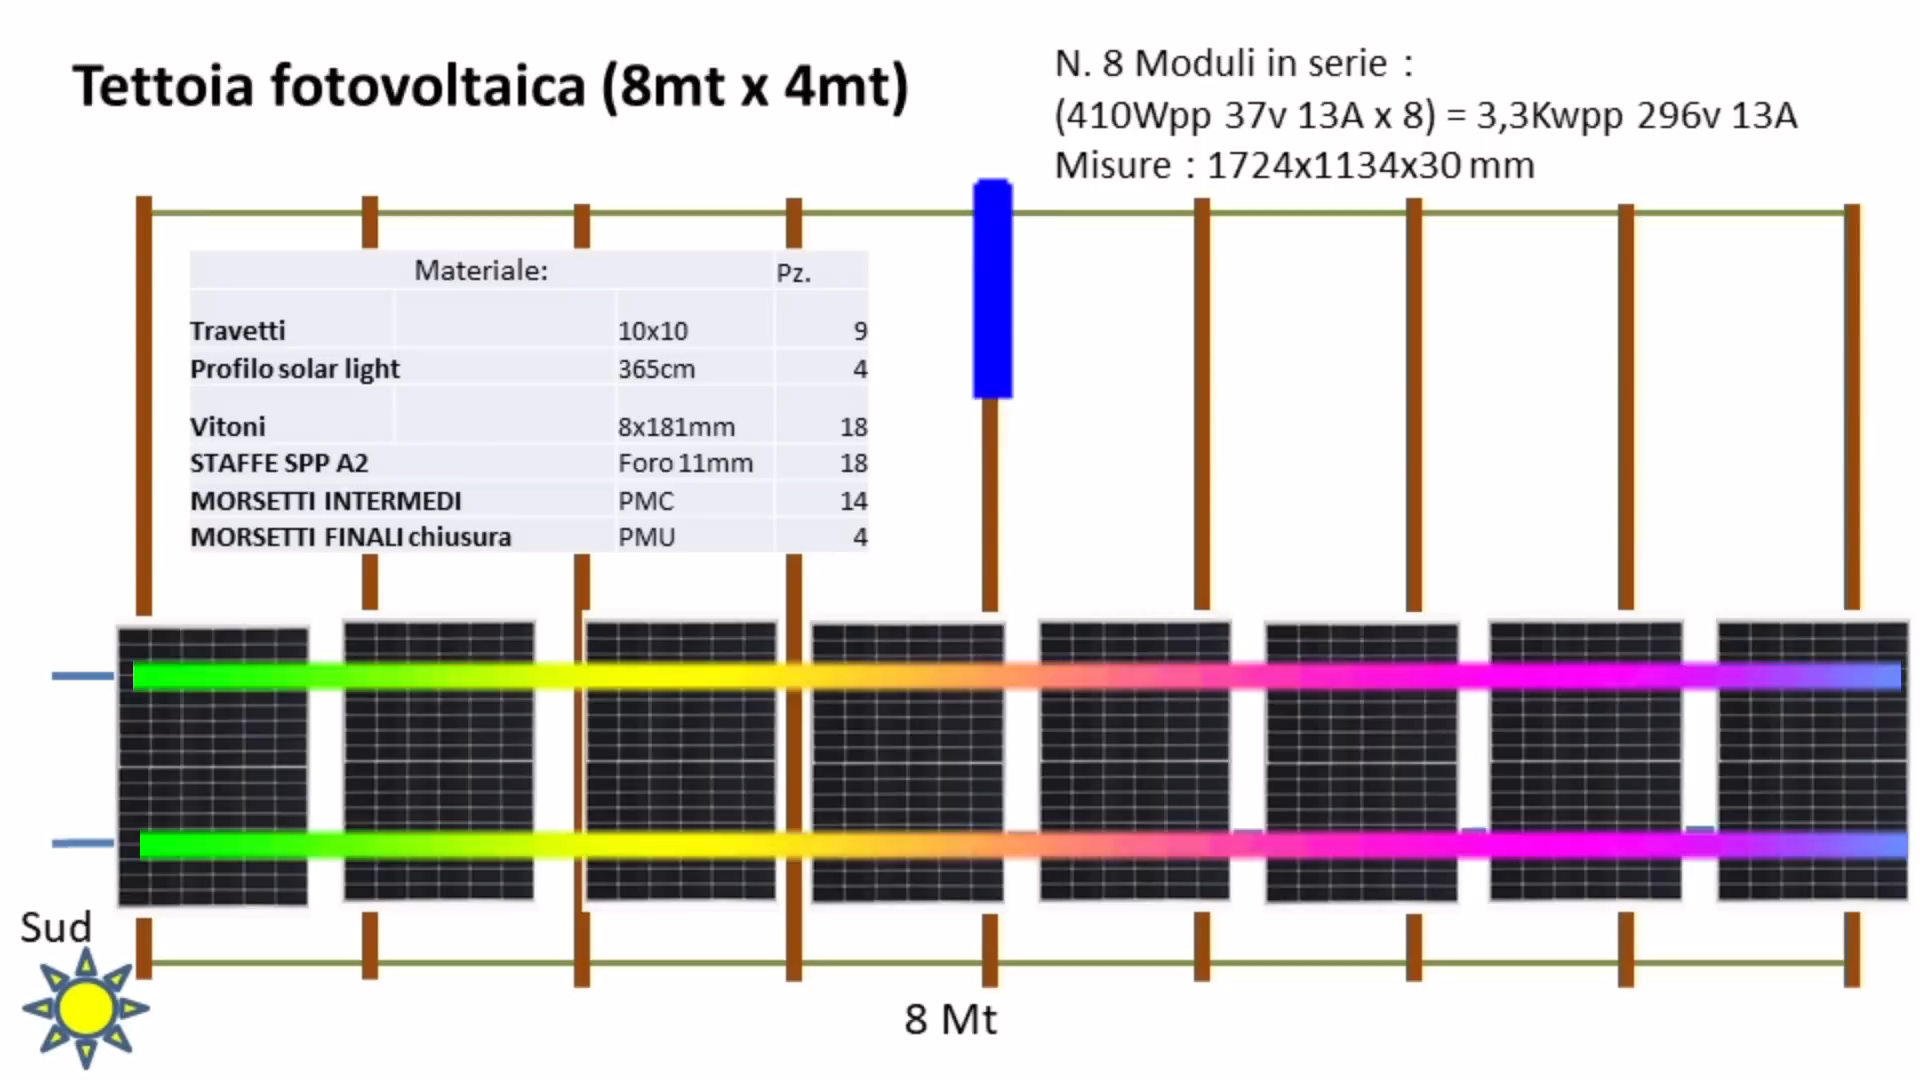 Tettoia fotovoltaica (8mt x 4mt)
N. 8 Moduli in serie :
(410Wpp 37v 13A x 8) = 3,3Kwpp 296v 13A
Misure : 1724x1134x30 mm
Materiale: Pz.
Travetti 10x10 9
Profilo solar light 365cm 4
Vitoni 8x181mm 18
STAFFE SPP A2 Foro 11mm 18
MORSETTI INTERMEDI PMC 14
MORSETTI FINALI chiusura PMU 4
Sud
8 Mt